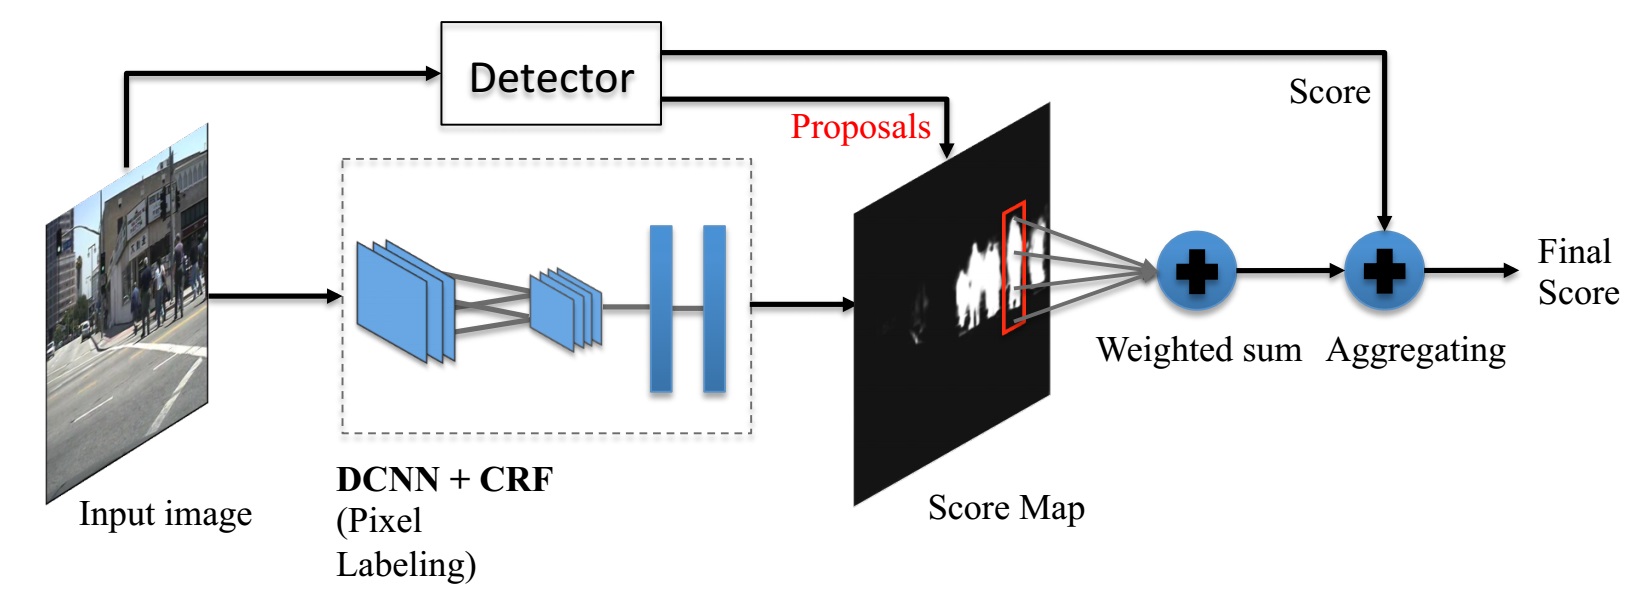 Detector
Score
Proposals
Final
Score
Weighted sum
Aggregating
DCNN + CRF
(Pixel
Labeling)
Input image
Score Map